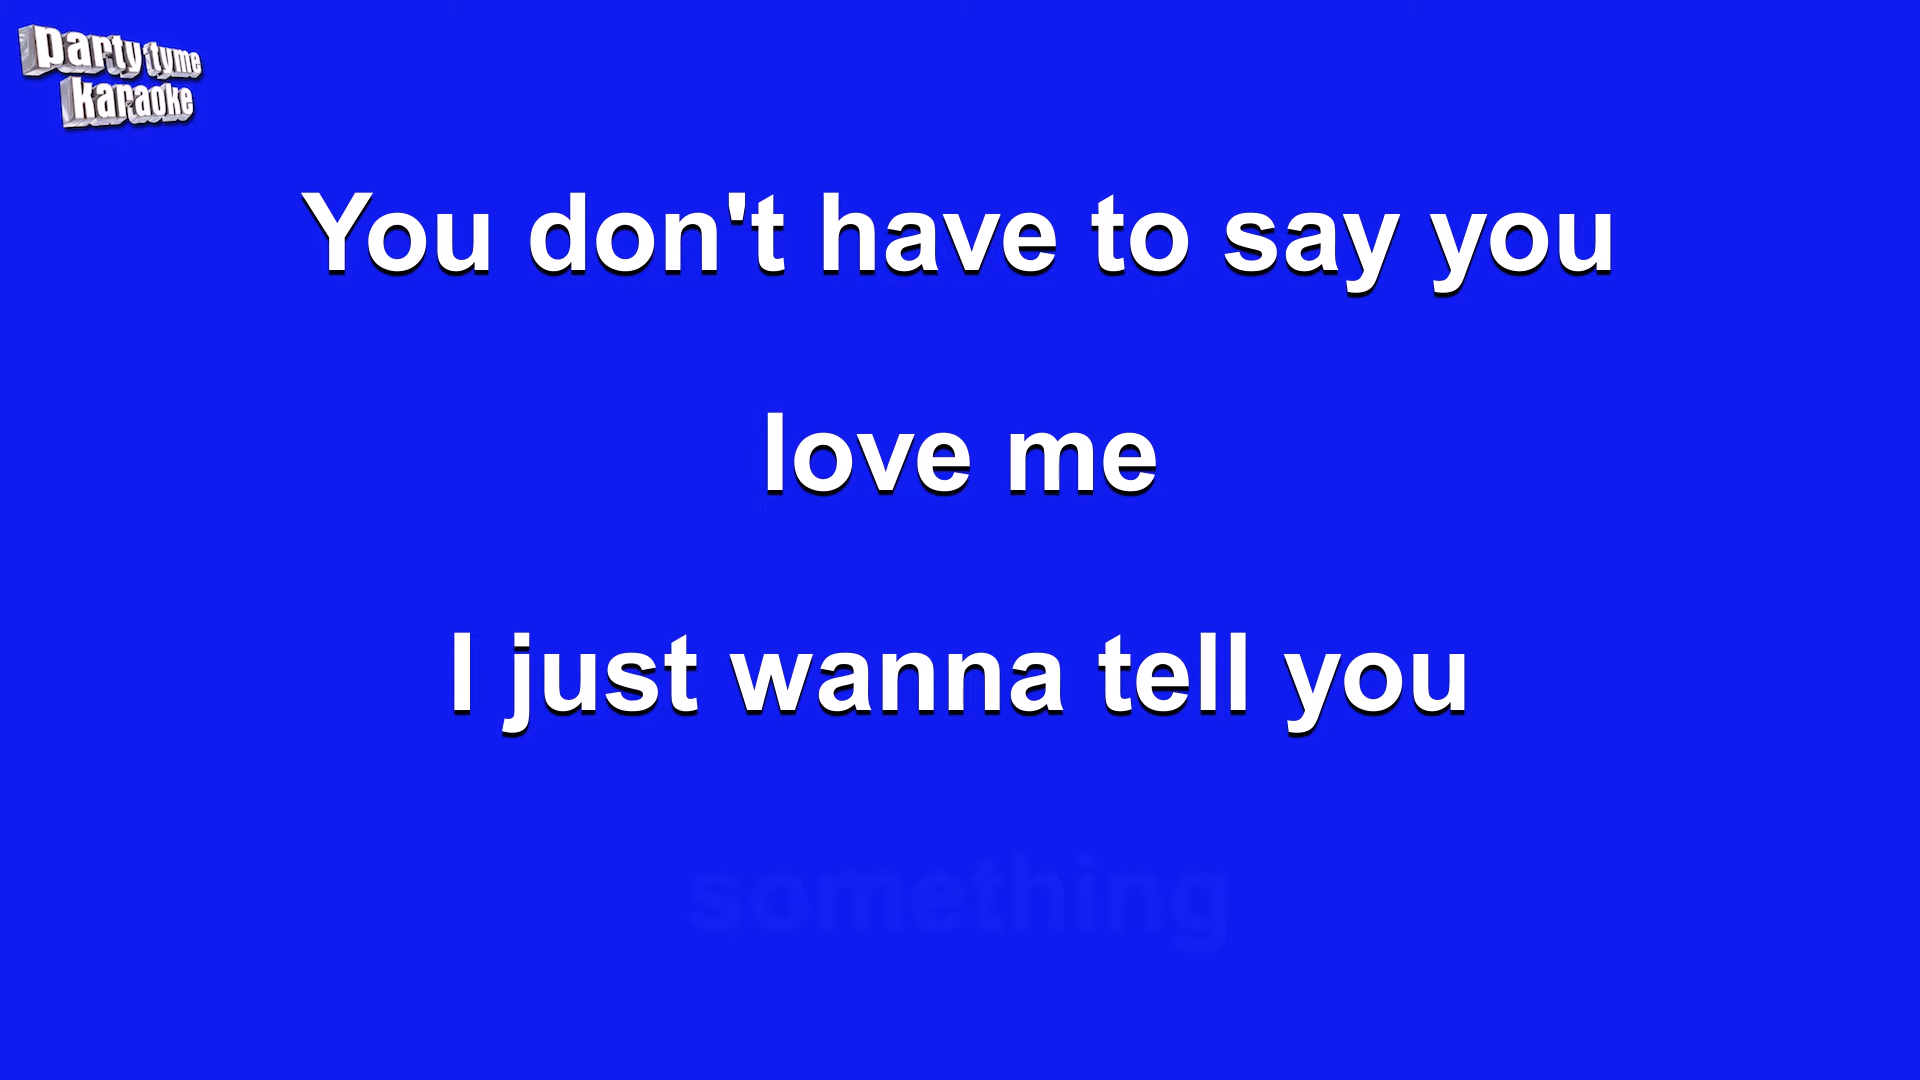 party tyme
karaoke
You don't have to say you
love me
I just wanna tell you
something